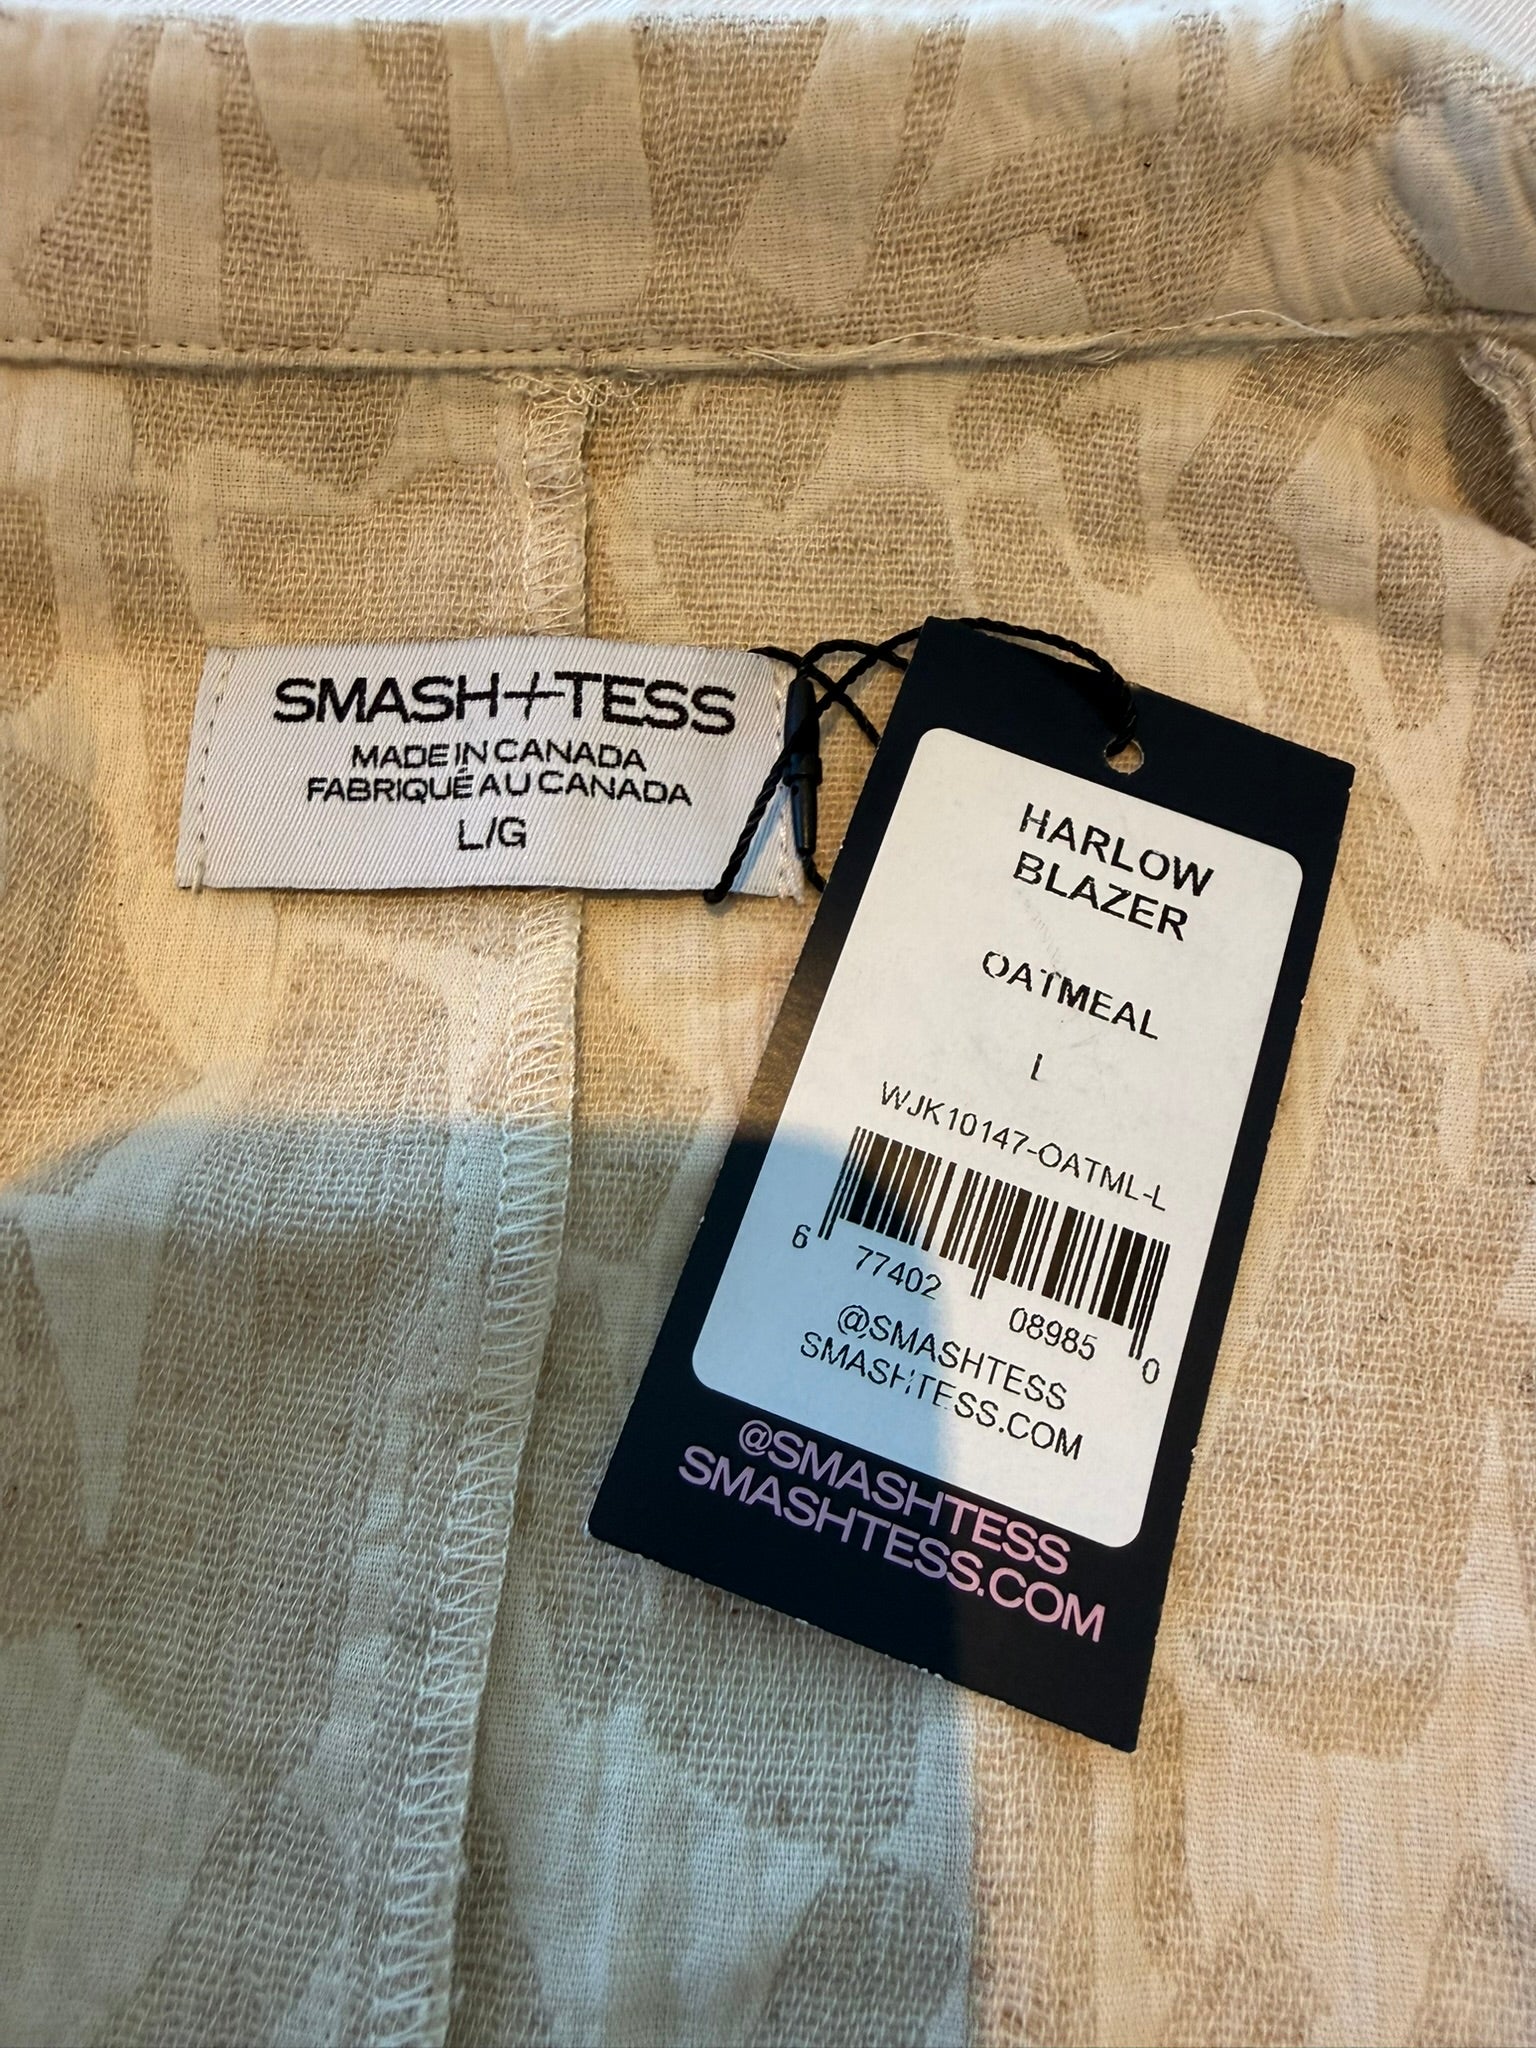 SMASH+TESS
MADE IN CANADA
FABRIQUÉ AU CANADA
L/G
HARLOW
BLAZER
OATMEAL
L
WJK10147-OATML-L
6 77402 08985 0
@SMASHTESS
SMASHTESS.COM
@SMASHTESS
SMASHTESS.COM